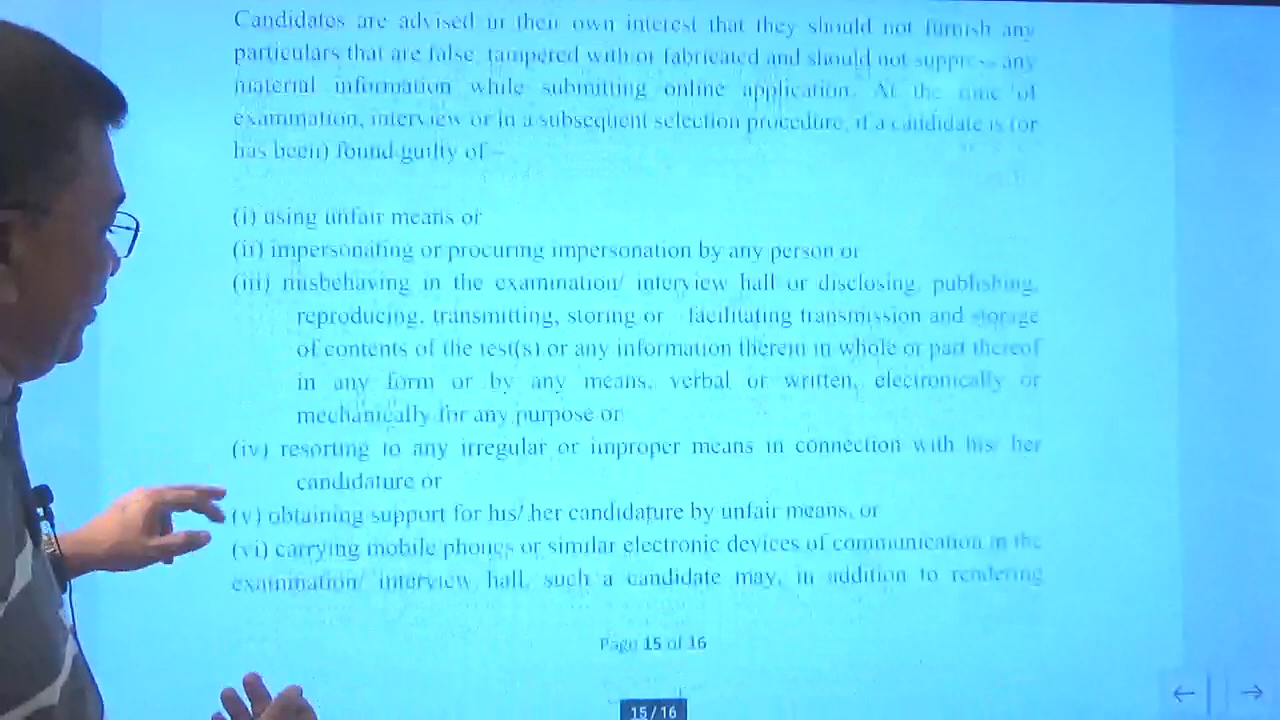 Candidates are advised in their own interest that they should not furnish any
particulars that are false, tampered with or fabricated and should not suppress any
material information while submitting online application. At the time of
examination, interview or in a subsequent selection procedure, if a candidate is (or
has been) found guilty of –
(i) using unfair means or
(ii) impersonating or procuring impersonation by any person or
(iii) misbehaving in the examination/ interview hall or disclosing, publishing,
reproducing, transmitting, storing or facilitating transmission and storage
of contents of the test(s) or any information therein in whole or part thereof
in any form or by any means, verbal or written, electronically or
mechanically for any purpose or
(iv) resorting to any irregular or improper means in connection with his/ her
candidature or
(v) obtaining support for his/ her candidature by unfair means, or
(vi) carrying mobile phones or similar electronic devices of communication in the
examination/ interview hall, such a candidate may, in addition to rendering
Page 15 of 16
15/16